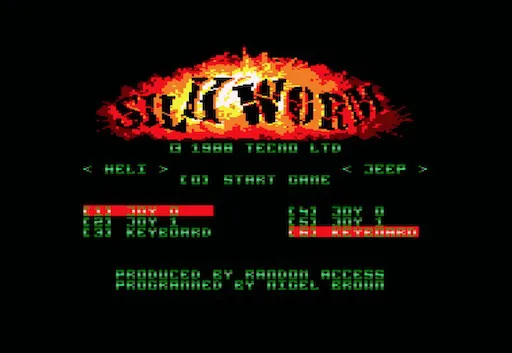 SILKWORM
© 1988 TECMO LTD
< HELI > < JEEP >
[0] START GAME
[1] JOY 0 [4] JOY 0
[2] JOY 1 [5] JOY 1
[3] KEYBOARD [6] KEYBOARD
PRODUCED BY RANDOM ACCESS
PROGRAMMED BY NIGEL BROWN